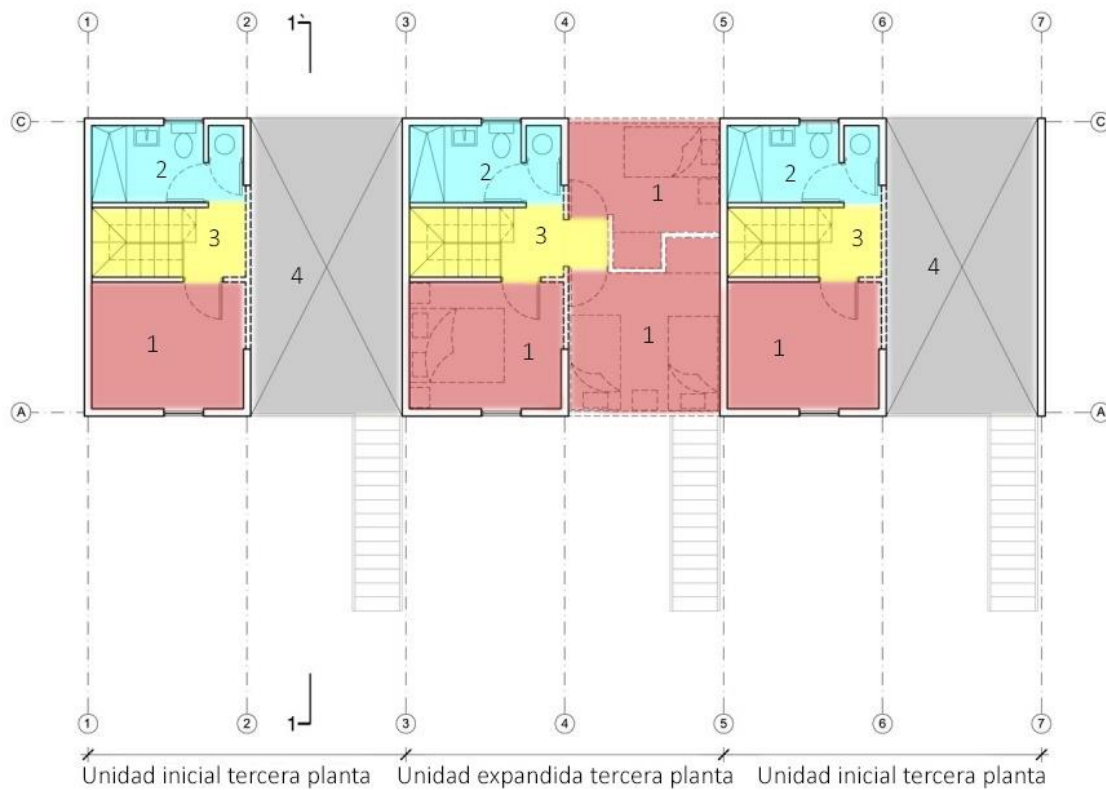 1 2 1` 3 4 5 6 7
C C
2 2 1 2
3 3 3
4 4
1 1 1 1
A A
1 2 1 3 4 5 6 7
Unidad inicial tercera planta Unidad expandida tercera planta Unidad inicial tercera planta